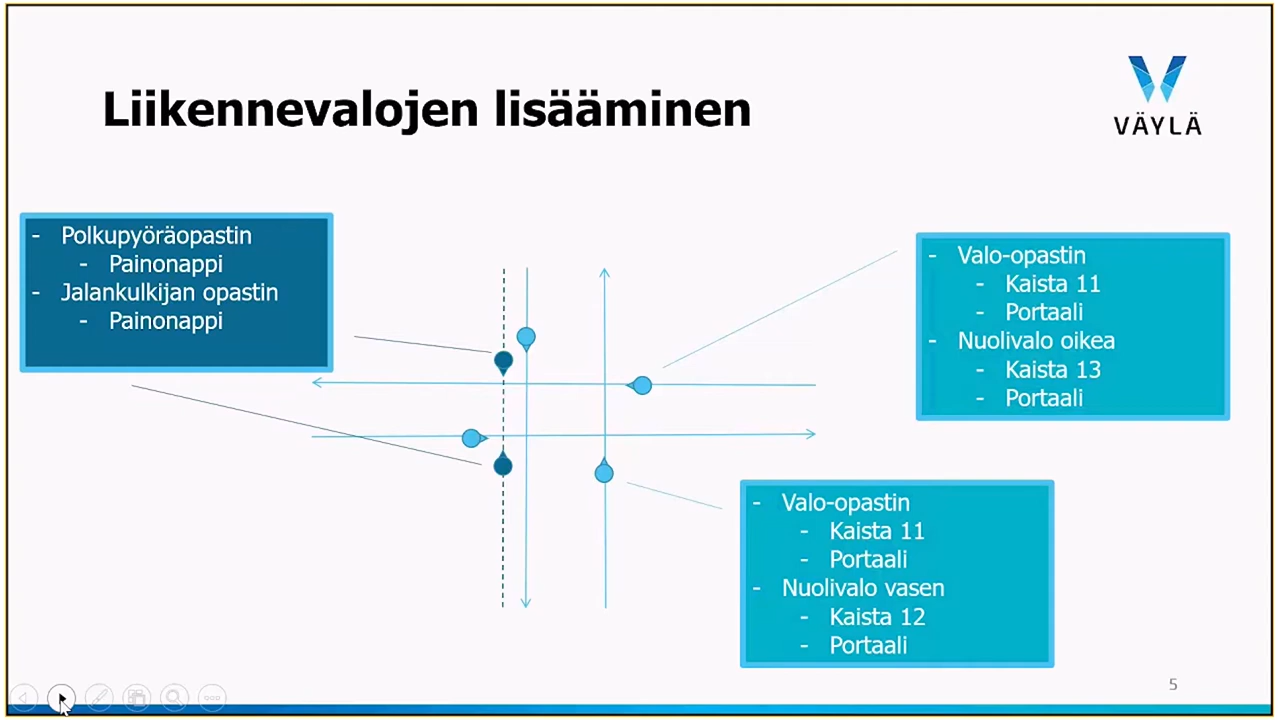 Liikennevalojen lisääminen
VÄYLÄ
- Polkupyöräopastin
- Painonappi
- Jalankulkijan opastin
- Painonappi
- Valo-opastin
- Kaista 11
- Portaali
- Nuolivalo oikea
- Kaista 13
- Portaali
- Valo-opastin
- Kaista 11
- Portaali
- Nuolivalo vasen
- Kaista 12
- Portaali
5